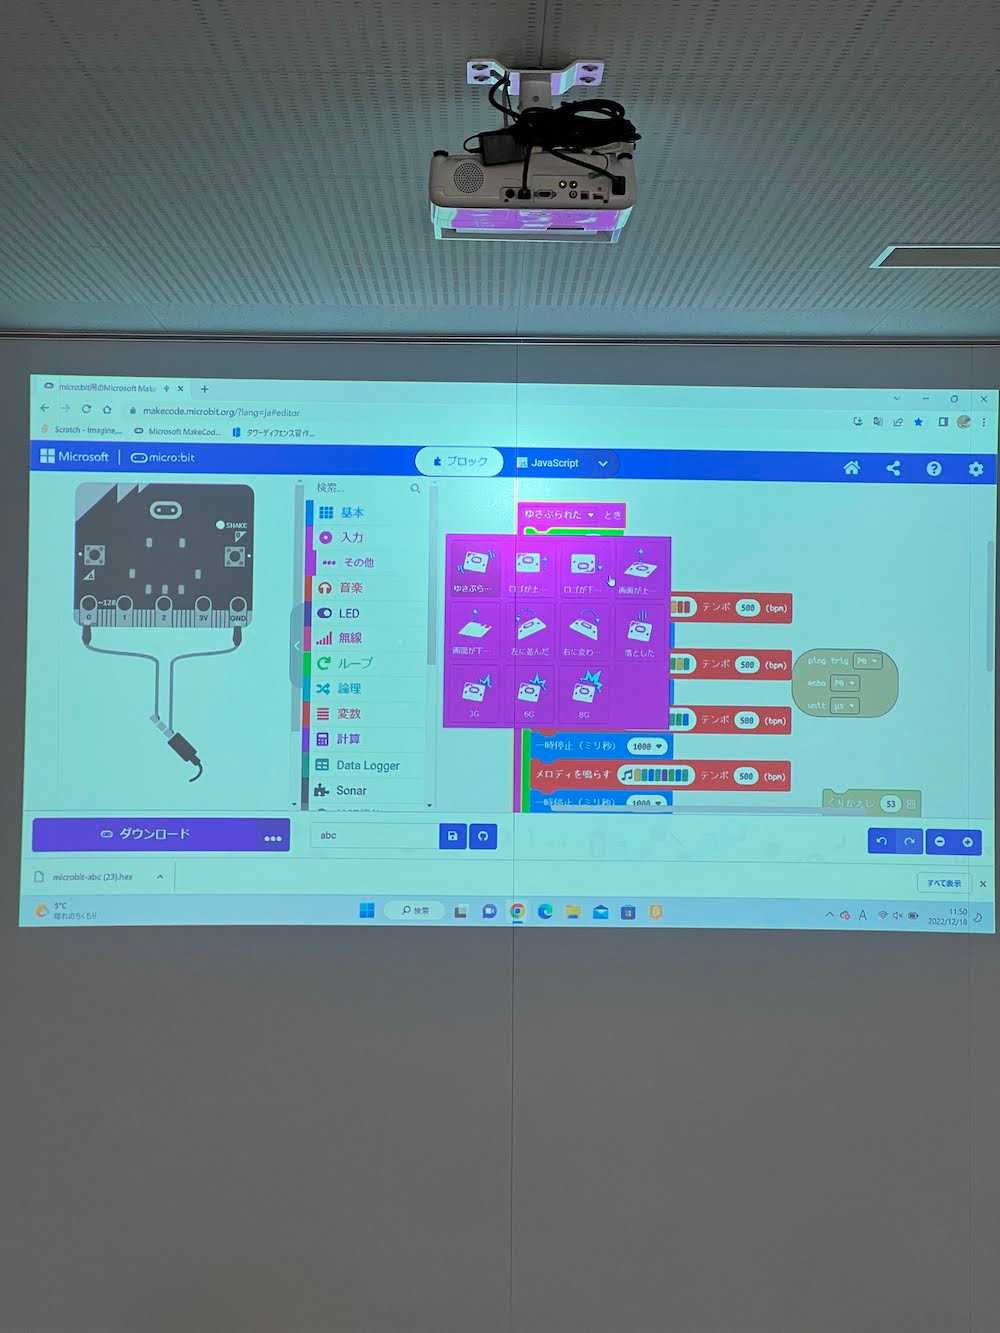 micro:bit用のMicrosoft Make
makecode.microbit.org/?lang=ja#editor
Scratch - Imagine,...
Microsoft MakeCod...
タワーディフェンス習作...
Microsoft
micro:bit
ブロック
JavaScript
SHAKE
A
B
~128
0
1
2
3V
GND
検索...
基本
入力
その他
音楽
LED
無線
ループ
論理
変数
計算
Data Logger
Sonar
ゆさぶられた とき
ゆさぶら…
ロゴが上…
ロゴが下…
画面が上…
画面が下…
左に並んだ
右に変わ…
落とした
3G
6G
8G
テンポ 500 (bpm)
テンポ 500 (bpm)
テンポ 500 (bpm)
一時停止(ミリ秒) 1000
メロディを鳴らす テンポ 500 (bpm)
一時停止(ミリ秒) 1000
ping trig P0
echo P0
unit μs
くりかえし 53 回
ダウンロード
abc
microbit-abc (23).hex
すべて表示
5°C
晴れのちくもり
検索
A
11:50
2022/12/18